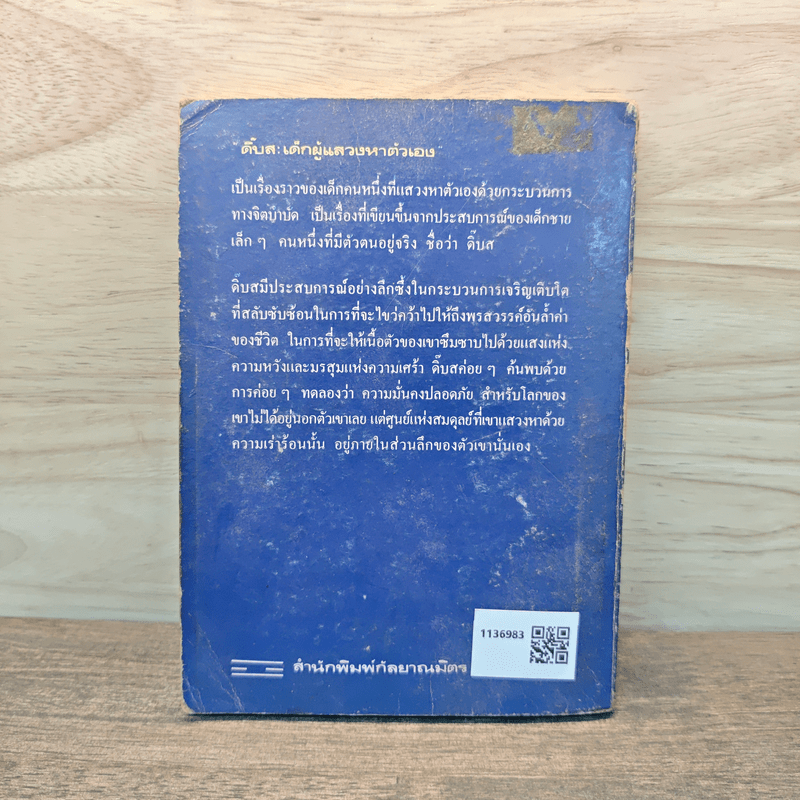 ดิ๊บส: เด็กผู้แสวงหาตัวเอง
เป็นเรื่องราวของเด็กคนหนึ่งที่แสวงหาตัวเองด้วยกระบวนการ
ทางจิตบำบัด เป็นเรื่องที่เขียนขึ้นจากประสบการณ์ของเด็กชาย
เล็ก ๆ คนหนึ่งที่มีตัวตนอยู่จริง ชื่อว่า ดิ๊บส
ดิ๊บสมีประสบการณ์อย่างลึกซึ้งในกระบวนการเจริญเติบโต
ที่สลับซับซ้อนในการที่จะไขว่คว้าไปให้ถึงพรสวรรค์อันล้ำค่า
ของชีวิต ในการที่จะให้เนื้อตัวของเขาซึมซาบไปด้วยแสงแห่ง
ความหวังและมรสุมแห่งความเศร้า ดิ๊บสค่อย ๆ ค้นพบด้วย
การค่อย ๆ ทดลองว่า ความมั่นคงปลอดภัย สำหรับโลกของ
เขาไม่ได้อยู่นอกตัวเขาเลย แต่ศูนย์แห่งสมดุลย์ที่เขาแสวงหาด้วย
ความเร่าร้อนนั้น อยู่ภายในส่วนลึกของตัวเขานั่นเอง
1136983
สำนักพิมพ์กัลยาณมิตร